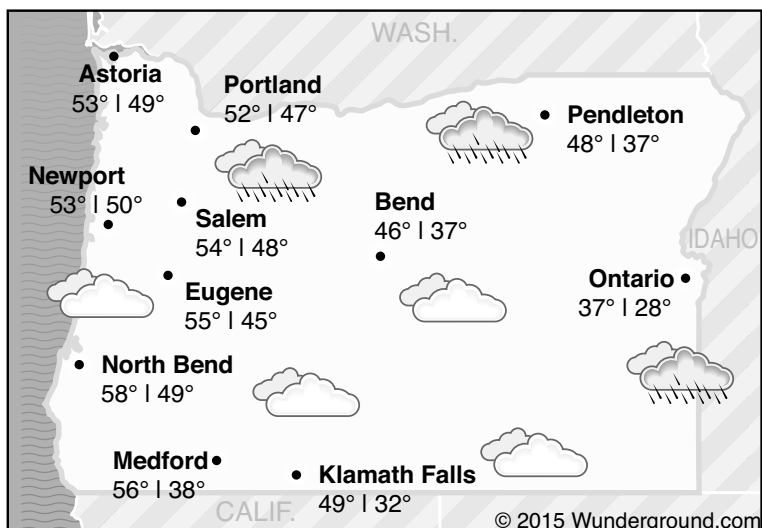 WASH.
Astoria
53° | 49°
Portland
52° | 47°
Pendleton
48° | 37°
Newport
53° | 50°
Salem
54° | 48°
Bend
46° | 37°
IDAHO
Eugene
55° | 45°
Ontario
37° | 28°
North Bend
58° | 49°
Medford
56° | 38°
Klamath Falls
49° | 32°
CALIF.
© 2015 Wunderground.com